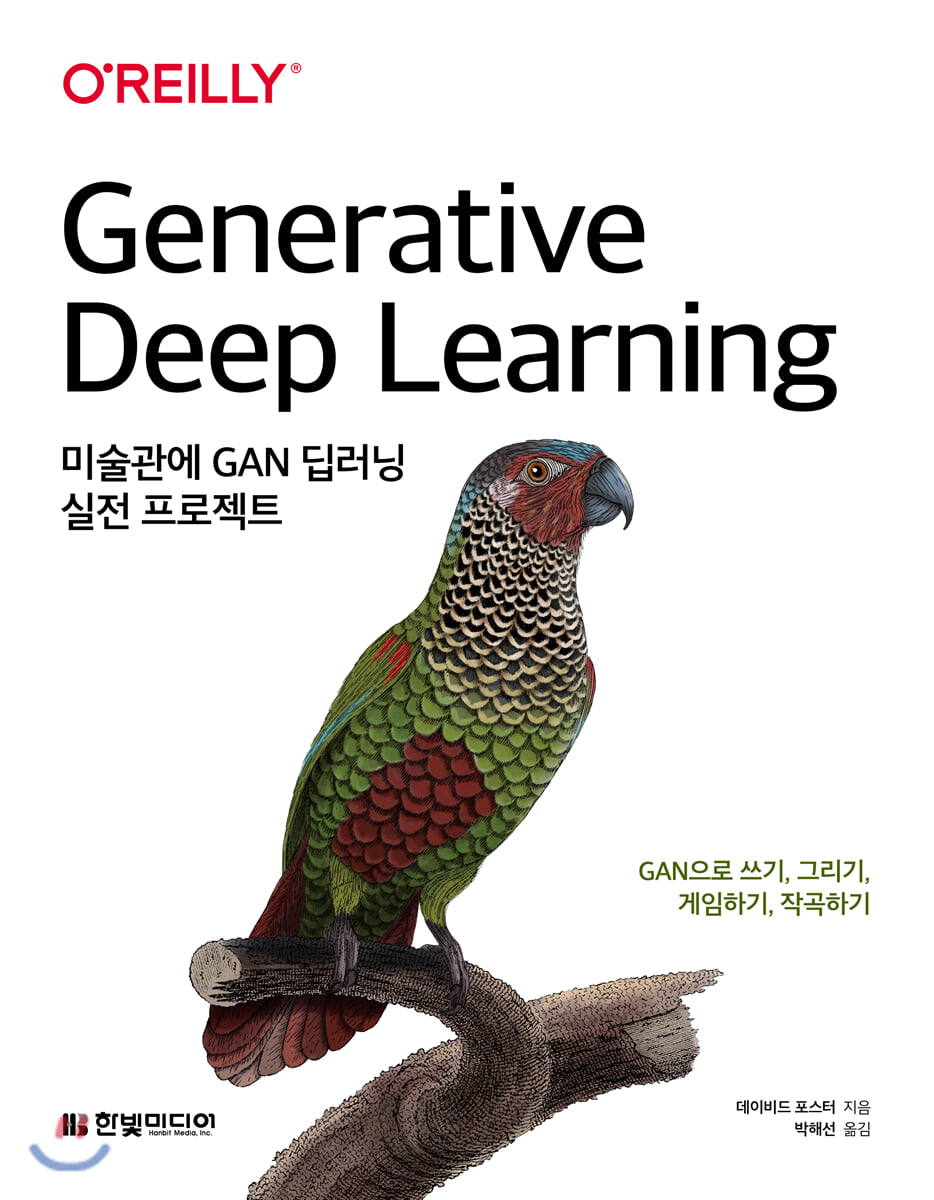 O'REILLY®
Generative
Deep Learning
미술관에 GAN 딥러닝
실전 프로젝트
GAN으로 쓰기, 그리기,
게임하기, 작곡하기
데이비드 포스터 지음
박해선 옮김
HB 한빛미디어
Hanbit Media, Inc.